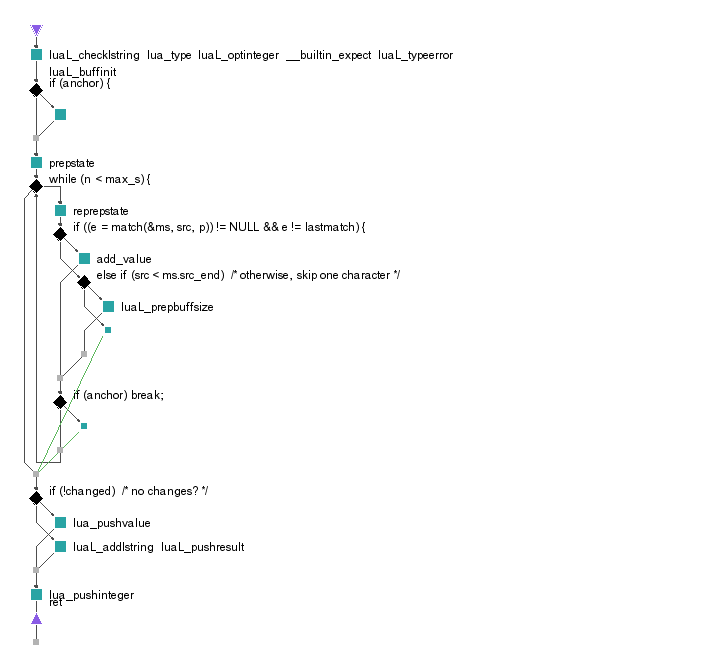 luaL_checklstring lua_type luaL_optinteger __builtin_expect luaL_typeerror
luaL_buffinit
if (anchor) {
prepstate
while (n < max_s) {
reprepstate
if ((e = match(&ms, src, p)) != NULL && e != lastmatch) {
add_value
else if (src < ms.src_end) /* otherwise, skip one character */
luaL_prepbuffsize
if (anchor) break;
if (!changed) /* no changes? */
lua_pushvalue
luaL_addlstring luaL_pushresult
lua_pushinteger
ret